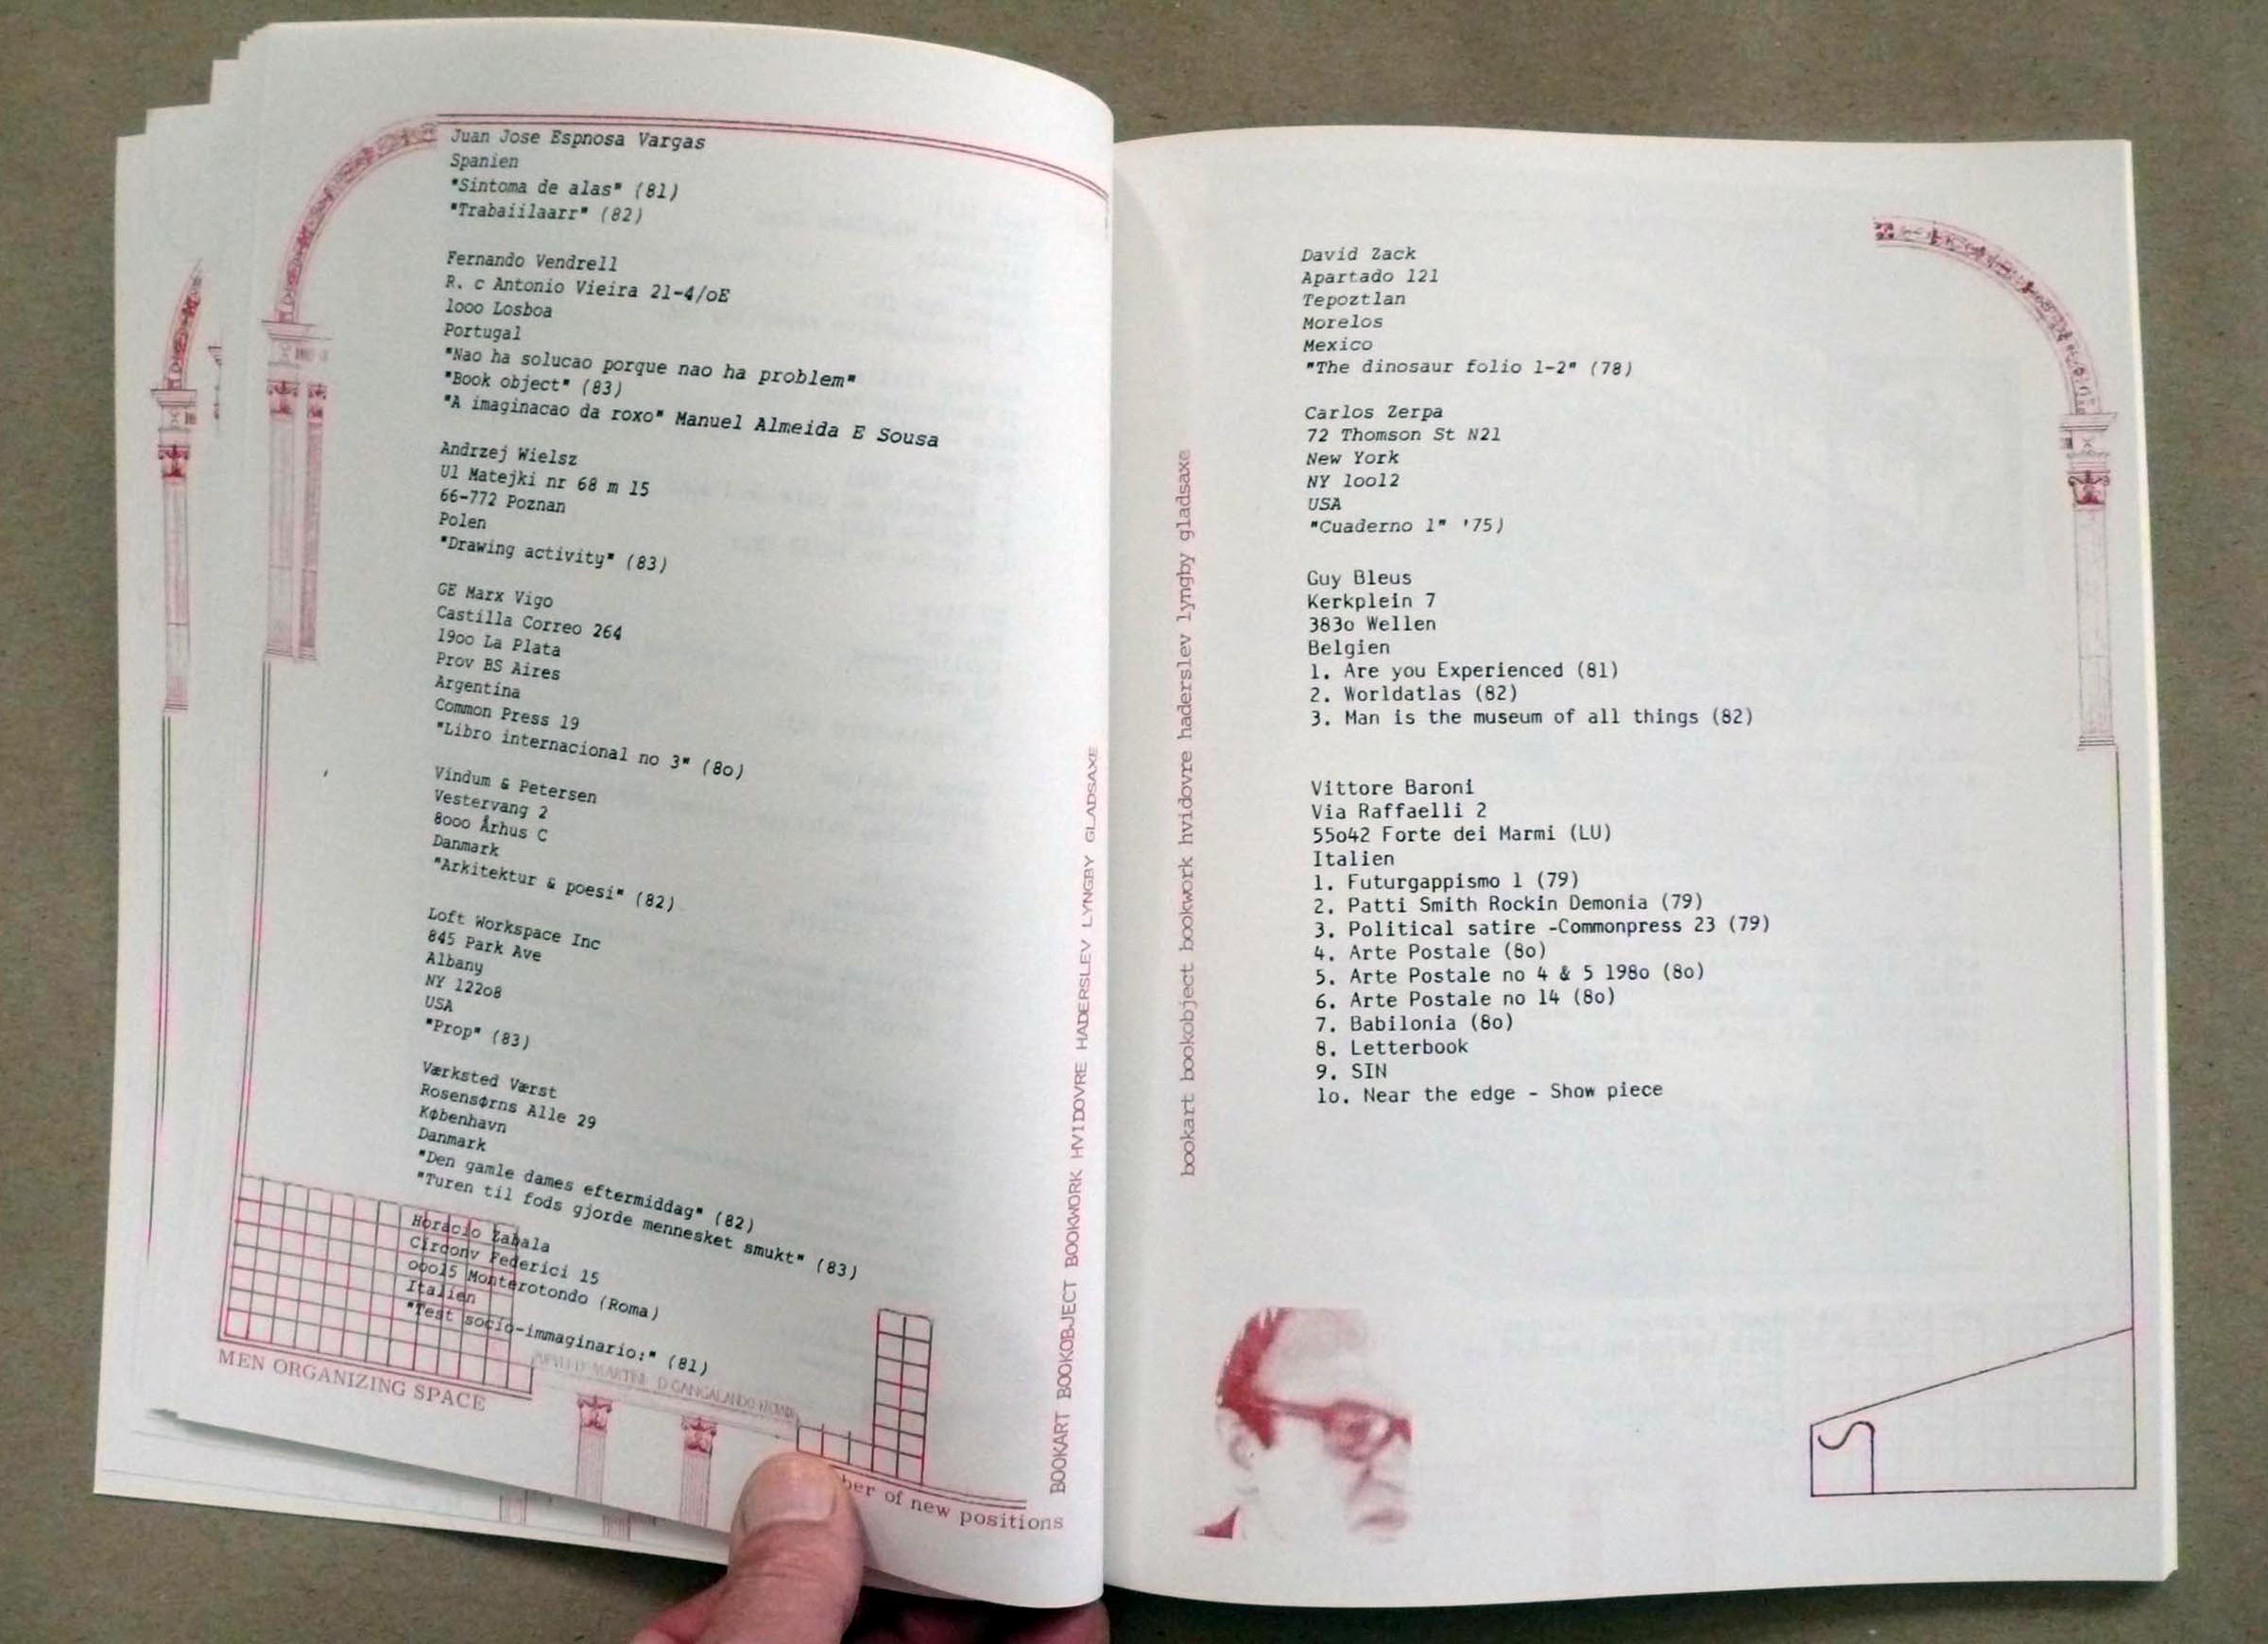 Juan Jose Espnosa Vargas
Spanien
"Sintoma de alas" (81)
"Trabaiilaarr" (82)
Fernando Vendrell
R. c Antonio Vieira 21-4/oE
1ooo Losboa
Portugal
"Nao ha solucao porque nao ha problem"
"Book object" (83)
"A imaginacao da roxo" Manuel Almeida E Sousa
Andrzej Wielsz
Ul Matejki nr 68 m 15
66-772 Poznan
Polen
"Drawing activity" (83)
GE Marx Vigo
Castilla Correo 264
19oo La Plata
Prov BS Aires
Argentina
Common Press 19
"Libro internacional no 3" (8o)
Vindum & Petersen
Vestervang 2
8ooo Århus C
Danmark
"Arkitektur & poesi" (82)
Loft Workspace Inc
845 Park Ave
Albany
NY 122o8
USA
"Prop" (83)
Værksted Værst
Rosensørns Alle 29
København
Danmark
"Den gamle dames eftermiddag" (82)
"Turen til fods gjorde mennesket smukt" (83)
Horacio Zabala
Circonv Federici 15
ooo15 Monterotondo (Roma)
Italien
"Test socio-immaginario:" (81)
MEN ORGANIZING SPACE
of new positions
BOOKART BOOKOBJECT BOOKWORK HVIDOVRE HADERSLEV LYNGBY GLADSAXE
bookart bookobject bookwork hvidovre haderslev lyngby gladsaxe
David Zack
Apartado 121
Tepoztlan
Morelos
Mexico
"The dinosaur folio 1-2" (78)
Carlos Zerpa
72 Thomson St N21
New York
NY 1oo12
USA
"Cuaderno 1" '75)
Guy Bleus
Kerkplein 7
383o Wellen
Belgien
1. Are you Experienced (81)
2. Worldatlas (82)
3. Man is the museum of all things (82)
Vittore Baroni
Via Raffaelli 2
55o42 Forte dei Marmi (LU)
Italien
1. Futurgappismo 1 (79)
2. Patti Smith Rockin Demonia (79)
3. Political satire -Commonpress 23 (79)
4. Arte Postale (8o)
5. Arte Postale no 4 & 5 198o (8o)
6. Arte Postale no 14 (8o)
7. Babilonia (8o)
8. Letterbook
9. SIN
1o. Near the edge - Show piece